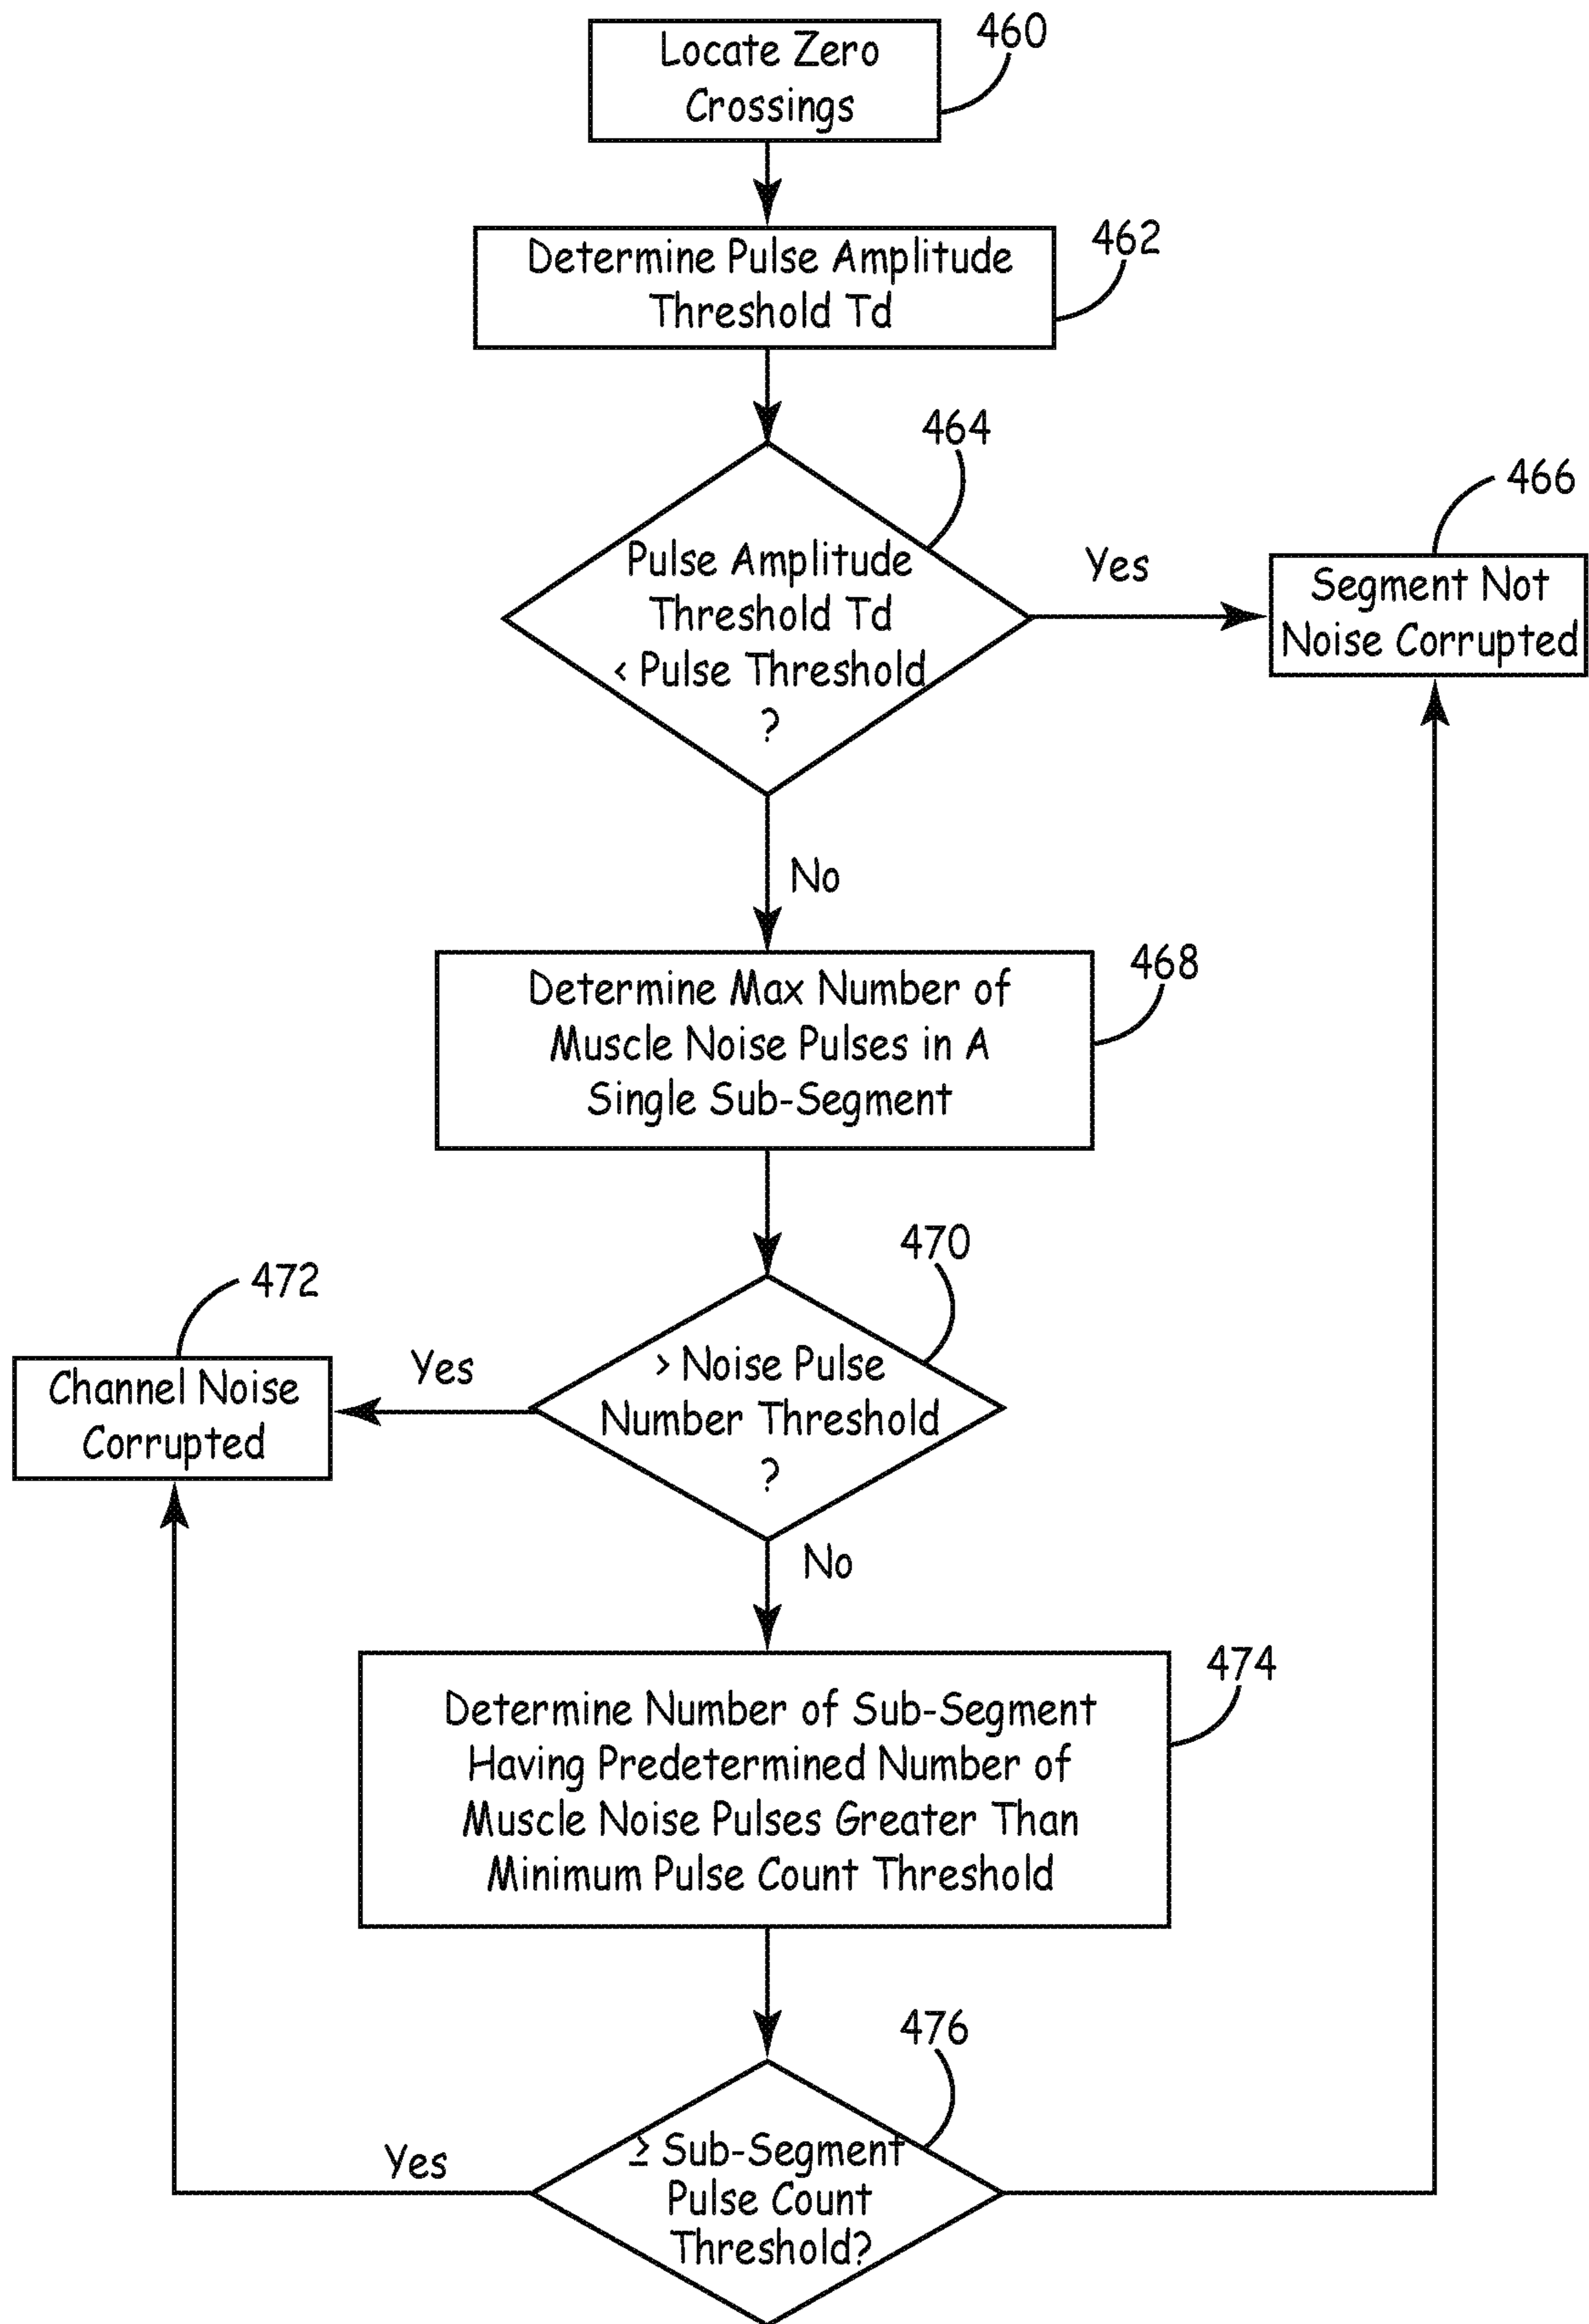 Locate Zero
Crossings
460
Determine Pulse Amplitude
Threshold Td
462
464
Pulse Amplitude
Threshold Td
< Pulse Threshold
?
Yes
466
Segment Not
Noise Corrupted
No
Determine Max Number of
Muscle Noise Pulses in A
Single Sub-Segment
468
470
> Noise Pulse
Number Threshold
?
Yes
472
Channel Noise
Corrupted
No
Determine Number of Sub-Segment
Having Predetermined Number of
Muscle Noise Pulses Greater Than
Minimum Pulse Count Threshold
474
476
≥ Sub-Segment
Pulse Count
Threshold?
Yes